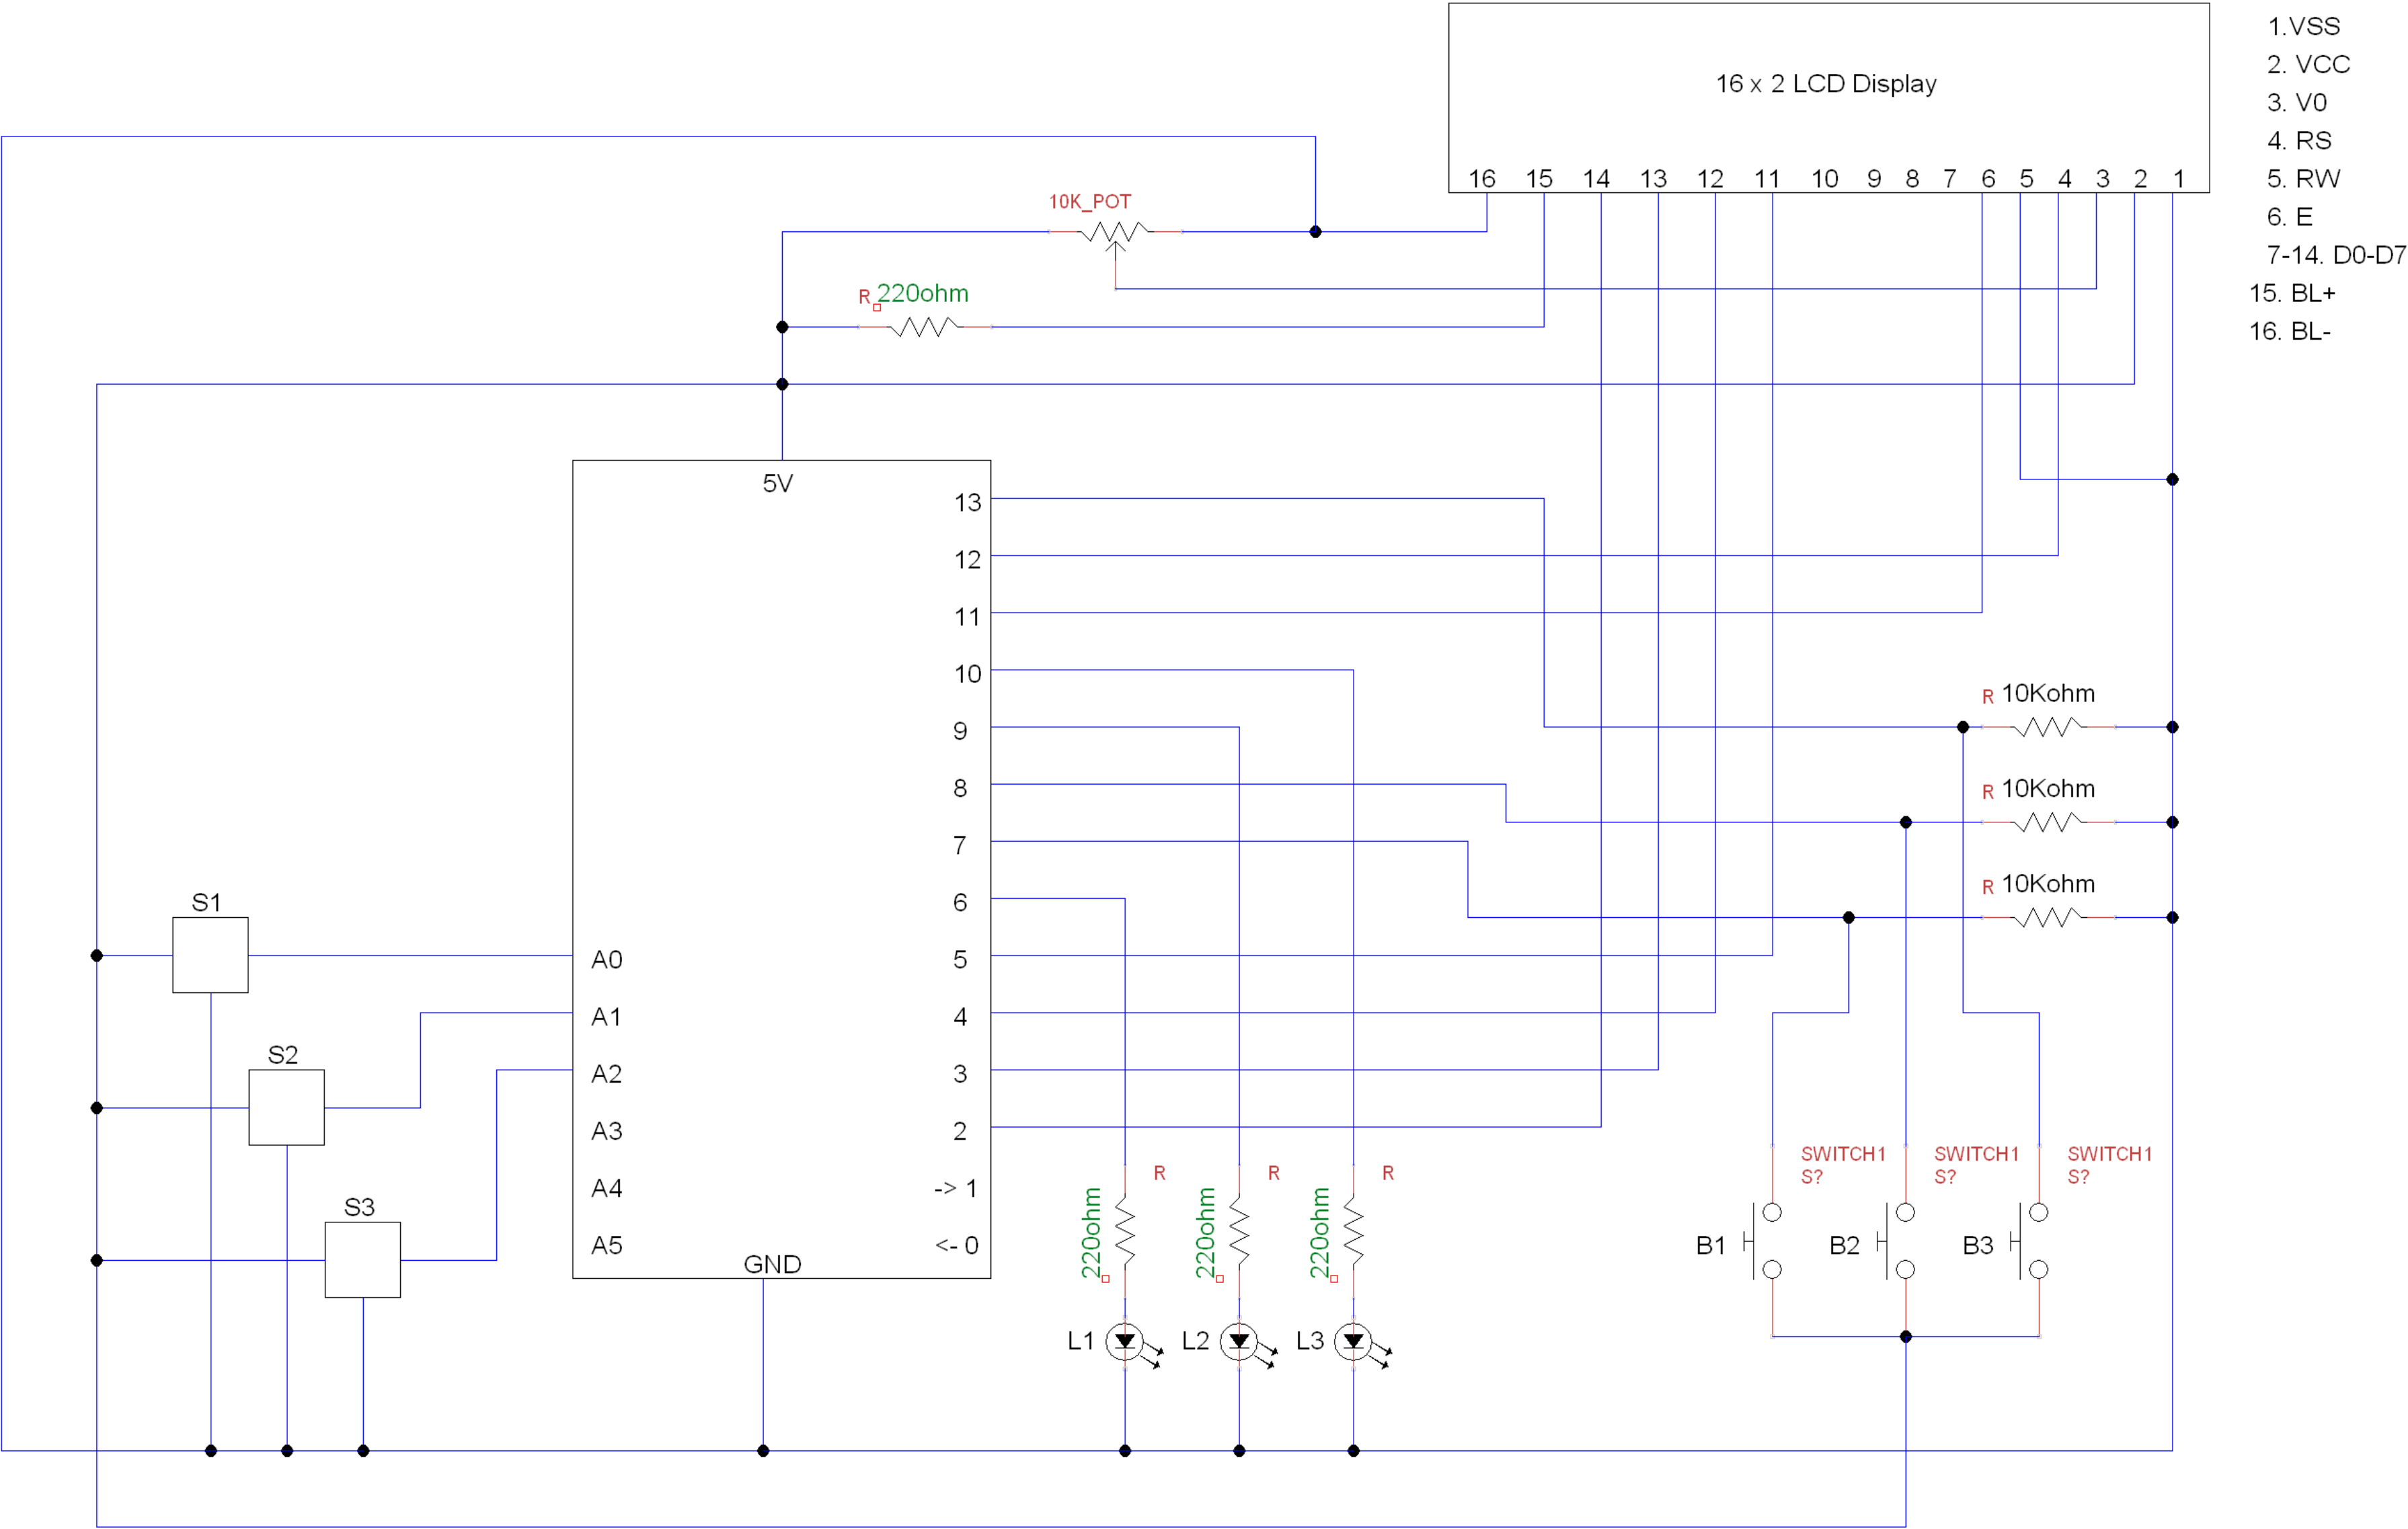 16 x 2 LCD Display
16 15 14 13 12 11 10 9 8 7 6 5 4 3 2 1
1.VSS
2. VCC
3. V0
4. RS
5. RW
6. E
7-14. D0-D7
15. BL+
16. BL-
10K_POT
R 220ohm
5V
13
12
11
10
9
8
7
6
5
4
3
2
-> 1
<- 0
A0
A1
A2
A3
A4
A5
GND
S1
S2
S3
R 10Kohm
R 10Kohm
R 10Kohm
R
220ohm
R
220ohm
R
220ohm
L1
L2
L3
SWITCH1
S?
SWITCH1
S?
SWITCH1
S?
B1
B2
B3